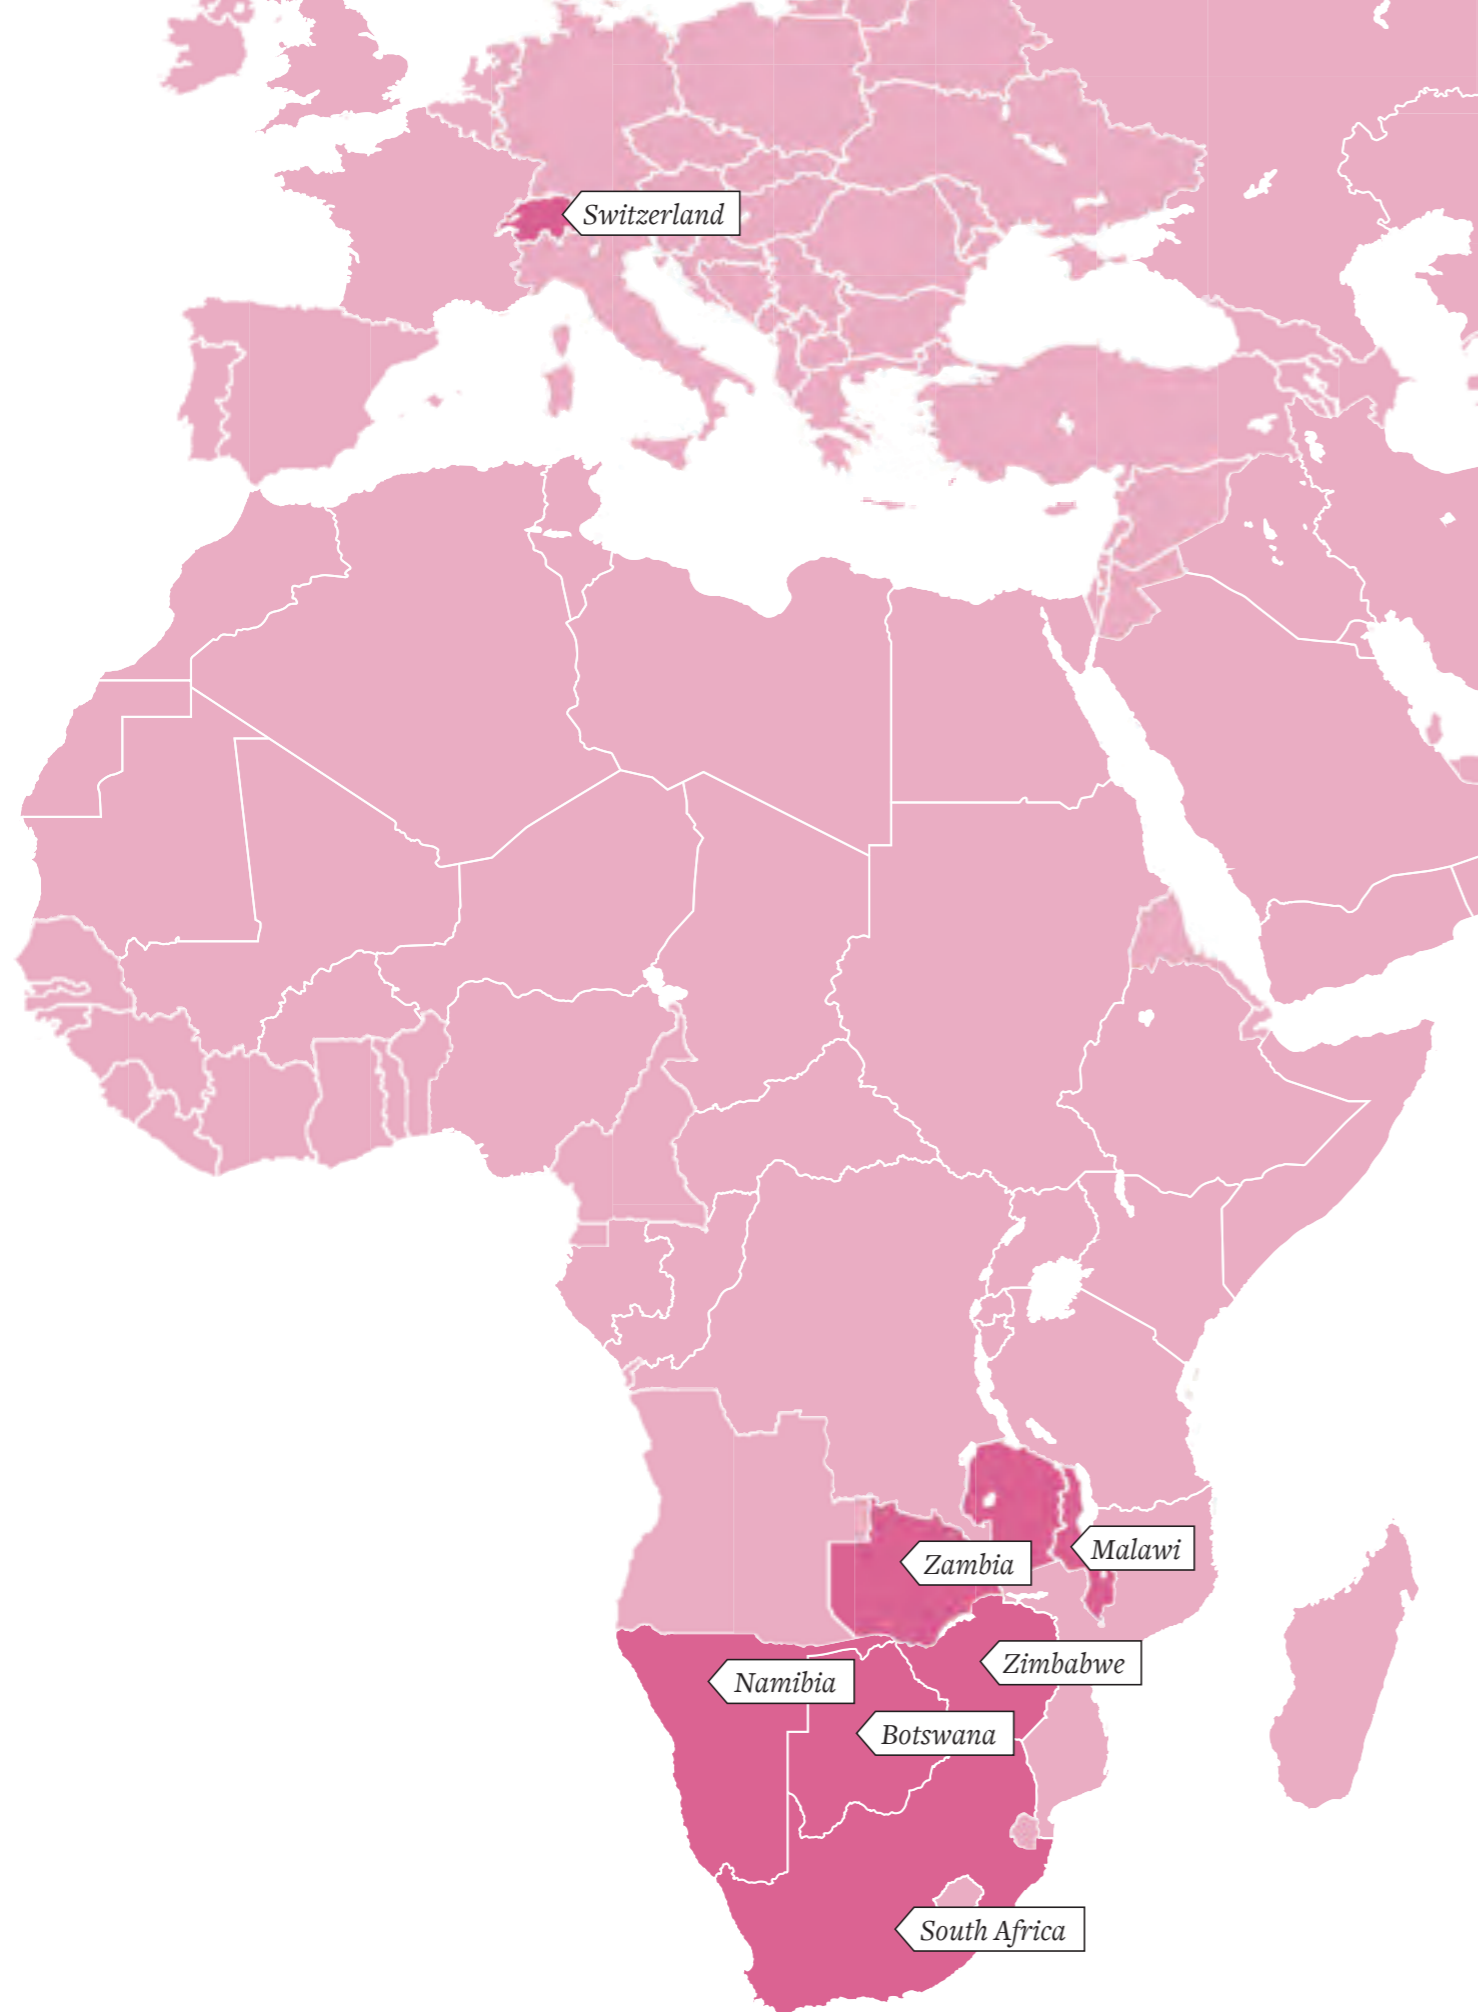 Switzerland
Malawi
Zambia
Zimbabwe
Namibia
Botswana
South Africa